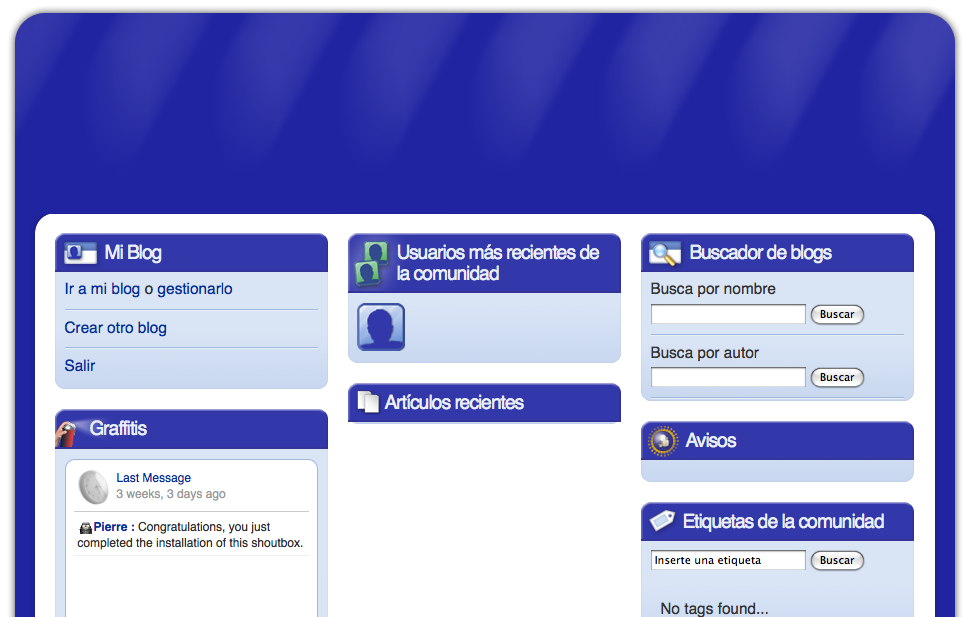 Mi Blog
Ir a mi blog o gestionarlo
Crear otro blog
Salir
Graffitis
Last Message
3 weeks, 3 days ago
Pierre : Congratulations, you just
completed the installation of this shoutbox.
Usuarios más recientes de
la comunidad
Artículos recientes
Buscador de blogs
Busca por nombre
Buscar
Busca por autor
Buscar
Avisos
Etiquetas de la comunidad
Inserte una etiqueta Buscar
No tags found...